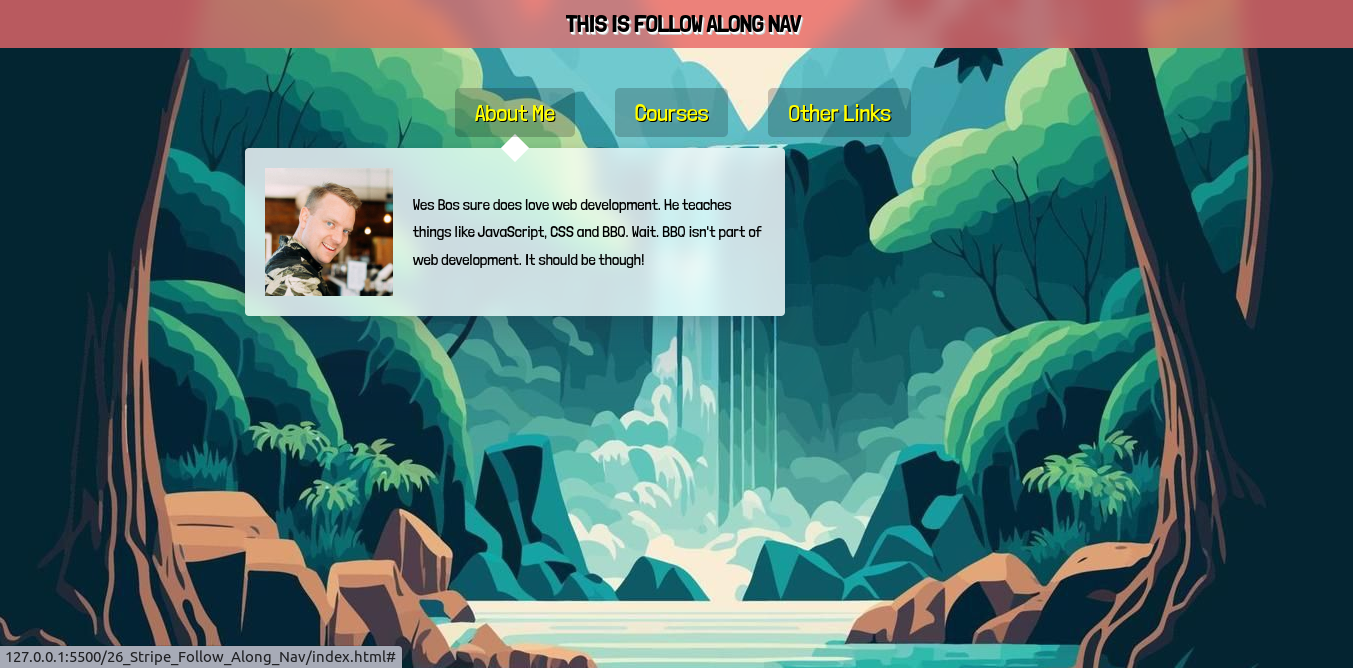 THIS IS FOLLOW ALONG NAV
About Me
Courses
Other Links
Wes Bos sure does love web development. He teaches
things like JavaScript, CSS and BBQ. Wait. BBQ isn't part of
web development. It should be though!
127.0.0.1:5500/26_Stripe_Follow_Along_Nav/index.html#